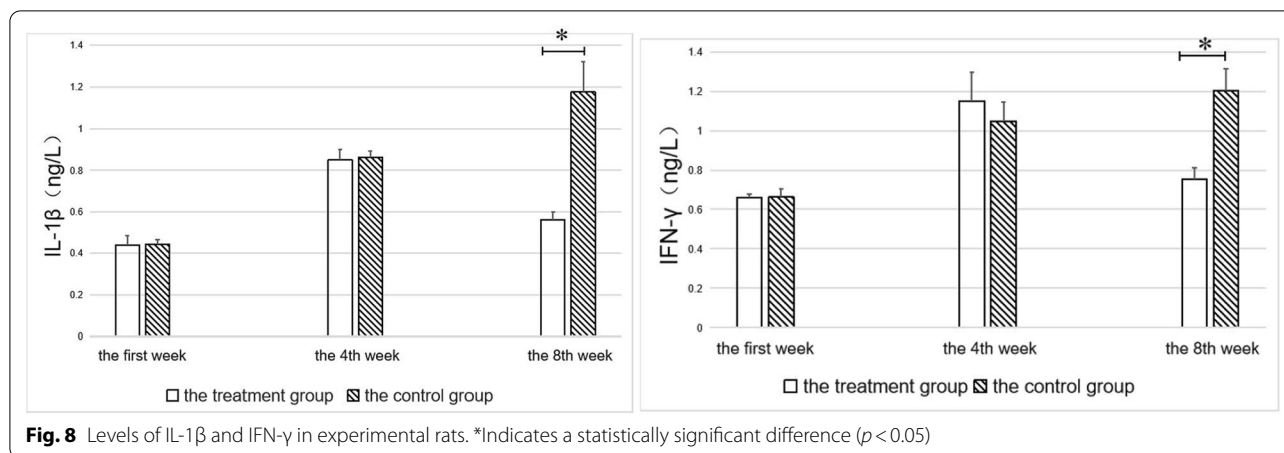 *
1.4
1.2
1
0.8
0.6
0.4
0.2
0
IL-1β（ng/L）
the first week
the 4th week
the 8th week
the treatment group
the control group
*
1.4
1.2
1
0.8
0.6
0.4
0.2
0
IFN-γ（ng/L）
the first week
the 4th week
the 8th week
the treatment group
the control group
Fig. 8 Levels of IL-1β and IFN-γ in experimental rats. *Indicates a statistically significant difference (p < 0.05)